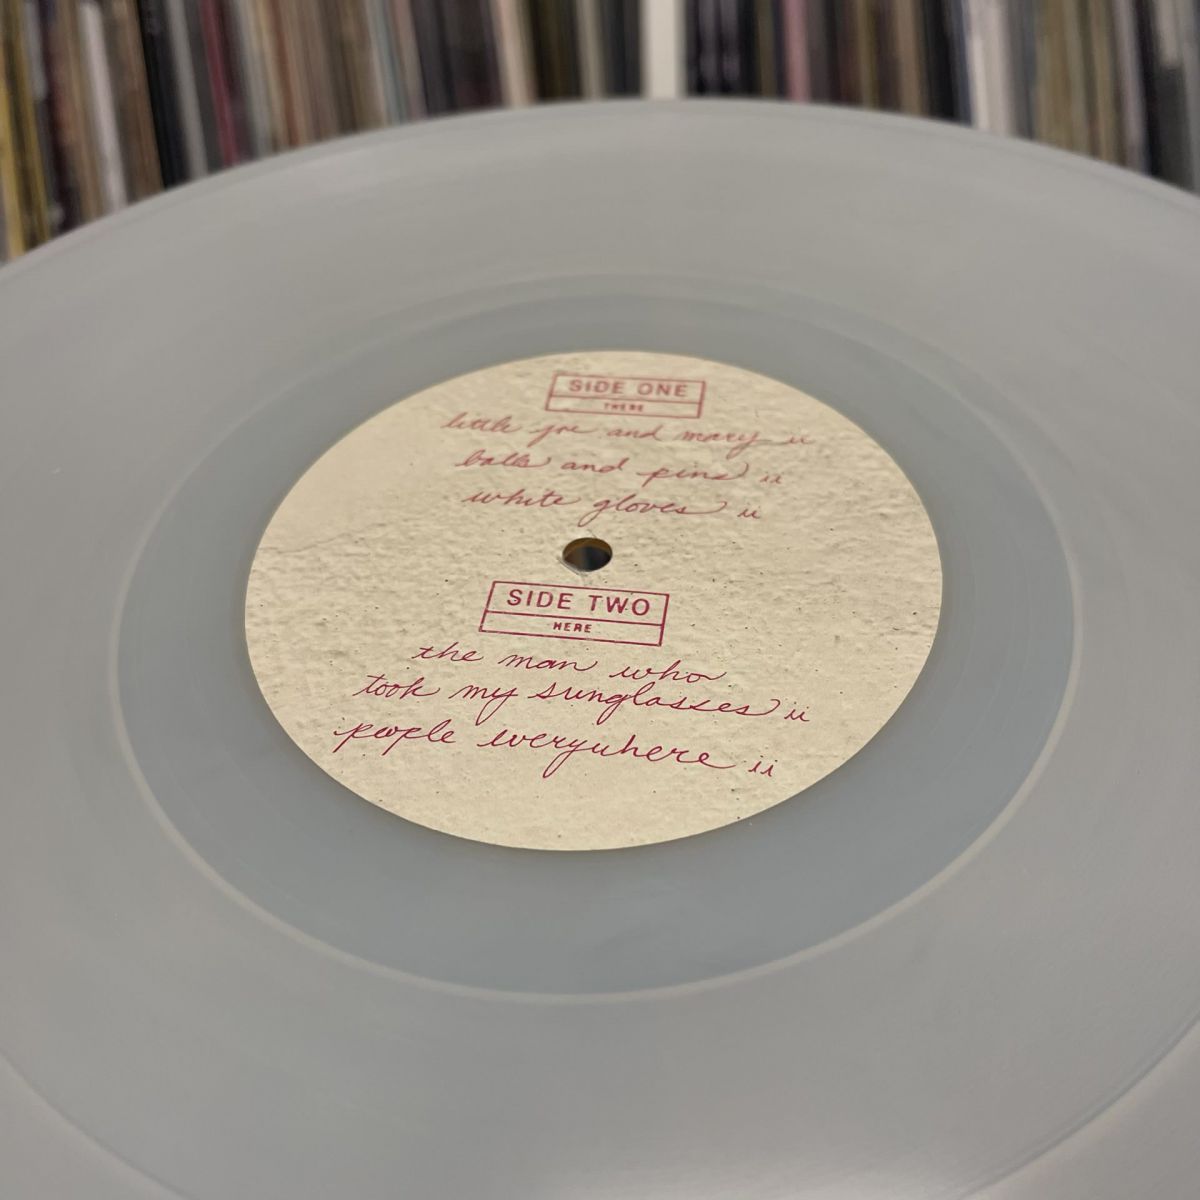 SIDE ONE
THERE
little joe and mary ii
balls and pins ii
white gloves ii
SIDE TWO
HERE
the man who
took my sunglasses ii
people everywhere ii